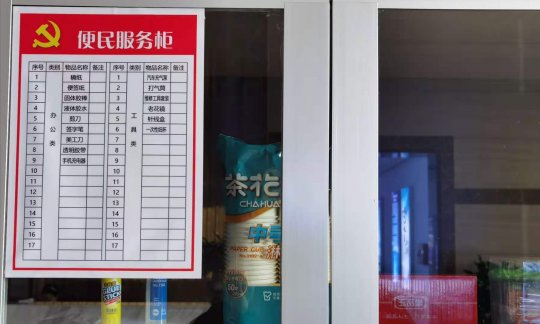 便民服务柜
序号 类别 物品名称 备注 序号 类别 物品名称 备注
1 稿纸 1 汽车充气泵
2 便签纸 2 打气筒
3 固体胶棒 3 维修工具套装
4 液体胶水 4 老花镜
5 剪刀 5 针线盒
6 签字笔 6 一次性纸杯
7 美工刀 7
8 透明胶带 8
9 手机充电器 9
10 10
11 11
12 12
13 13
14 14
15 15
16 16
17 17
办公类
工具类
茶花
CHAHUA
中号
PAPER CUPS
GLUE
STICK